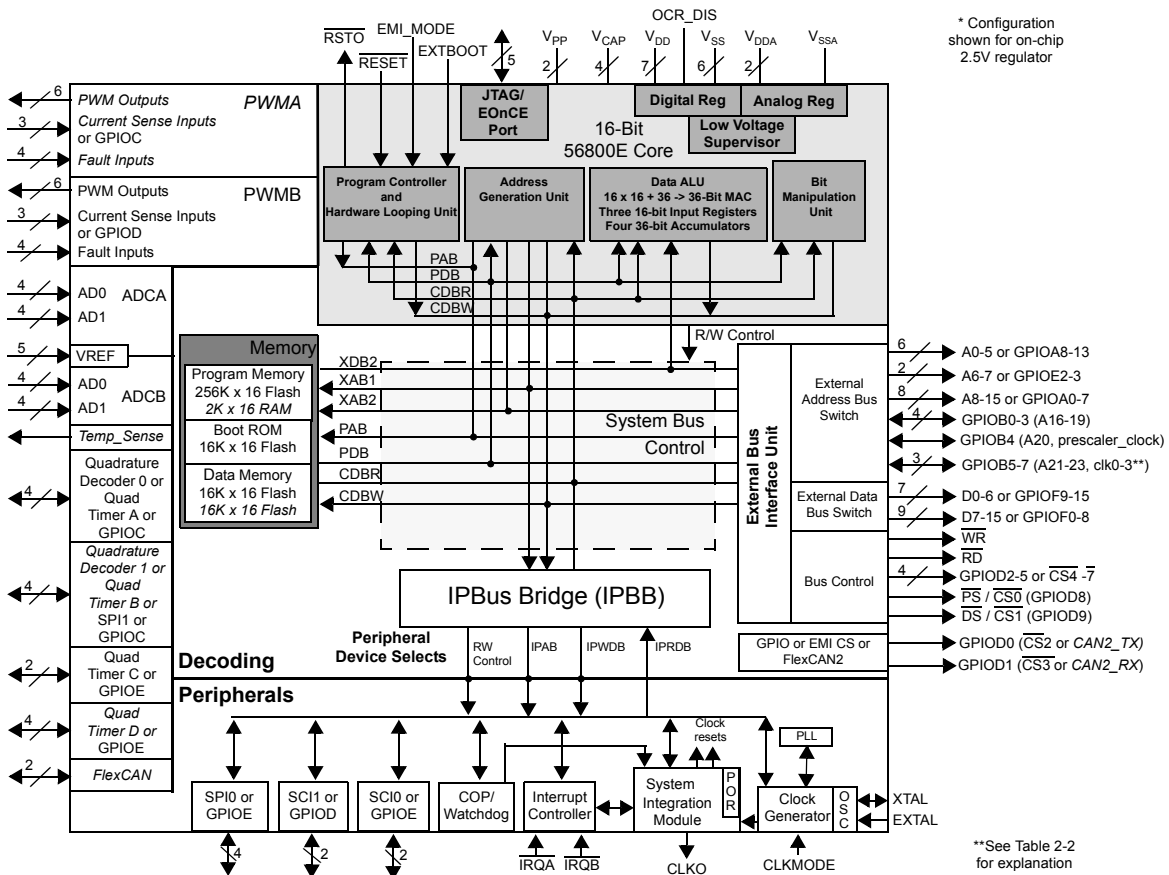 OCR_DIS
* Configuration
shown for on-chip
2.5V regulator
RSTO
EMI_MODE
RESET
EXTBOOT
5
VPP
2
VCAP
4
VDD
7
VSS
6
VDDA
2
VSSA
6
PWM Outputs
PWMA
3
Current Sense Inputs
or GPIOC
4
Fault Inputs
6
PWM Outputs
PWMB
3
Current Sense Inputs
or GPIOD
4
Fault Inputs
JTAG/
EOnCE
Port
16-Bit
56800E Core
Digital Reg
Analog Reg
Low Voltage
Supervisor
Program Controller
and
Hardware Looping Unit
Address
Generation Unit
Data ALU
16 x 16 + 36 -> 36-Bit MAC
Three 16-bit Input Registers
Four 36-bit Accumulators
Bit
Manipulation
Unit
PAB
PDB
CDBR
CDBW
R/W Control
4
AD0
ADCA
4
AD1
5
VREF
4
AD0
ADCB
4
AD1
Temp_Sense
4
Quadrature
Decoder 0 or
Quad
Timer A or
GPIOC
4
Quadrature
Decoder 1 or
Quad
Timer B or
SPI1 or
GPIOC
2
Quad
Timer C or
GPIOE
4
Quad
Timer D or
GPIOE
2
FlexCAN
Memory
Program Memory
256K x 16 Flash
2K x 16 RAM
Boot ROM
16K x 16 Flash
Data Memory
16K x 16 Flash
16K x 16 Flash
XDB2
XAB1
XAB2
PAB
PDB
CDBR
CDBW
System Bus
Control
External Bus
Interface Unit
External
Address Bus
Switch
External Data
Bus Switch
Bus Control
6
A0-5 or GPIOA8-13
2
A6-7 or GPIOE2-3
8
A8-15 or GPIOA0-7
4
GPIOB0-3 (A16-19)
GPIOB4 (A20, prescaler_clock)
3
GPIOB5-7 (A21-23, clk0-3**)
7
D0-6 or GPIOF9-15
9
D7-15 or GPIOF0-8
WR
RD
4
GPIOD2-5 or CS4 -7
PS / CS0 (GPIOD8)
DS / CS1 (GPIOD9)
GPIO or EMI CS or
FlexCAN2
GPIOD0 (CS2 or CAN2_TX)
GPIOD1 (CS3 or CAN2_RX)
IPBus Bridge (IPBB)
Peripheral
Device Selects
RW
Control
IPAB
IPWDB
IPRDB
Decoding
Peripherals
Clock
resets
PLL
SPI0 or
GPIOE
SCI1 or
GPIOD
SCI0 or
GPIOE
COP/
Watchdog
Interrupt
Controller
System
Integration
Module
POR
Clock
Generator
OSC
XTAL
EXTAL
4
2
2
IRQA
IRQB
CLKO
CLKMODE
**See Table 2-2
for explanation